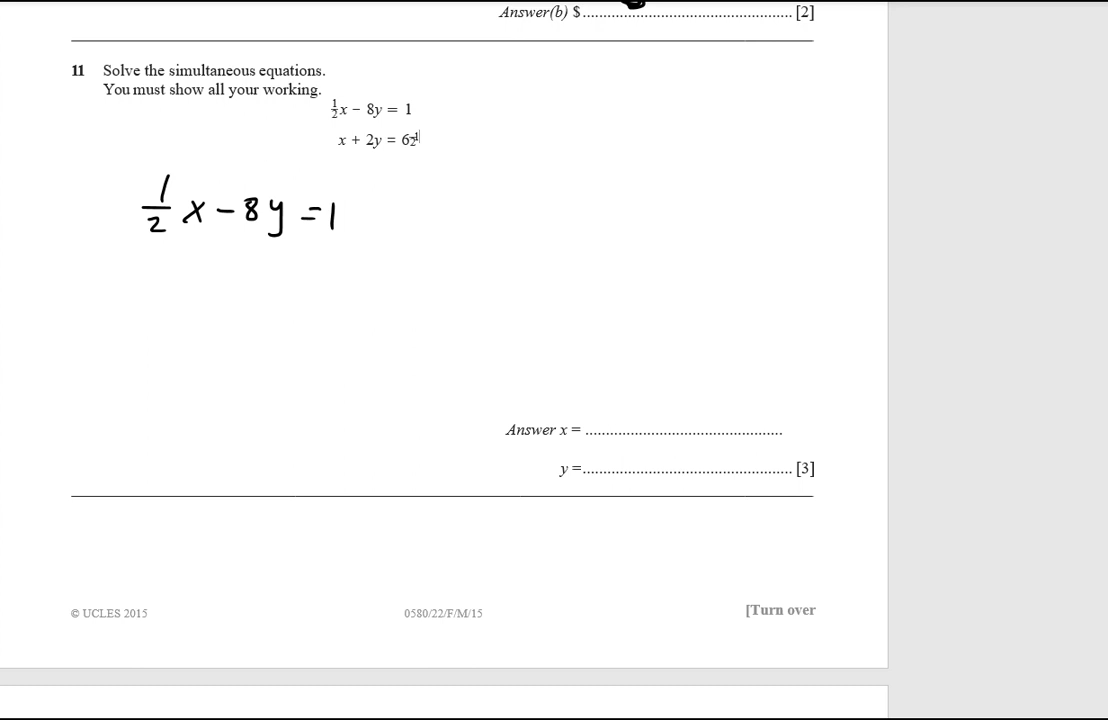 Answer(b) $.................................................... [2]
11 Solve the simultaneous equations.
You must show all your working.
½x − 8y = 1
x + 2y = 6½
½ x − 8y = 1
Answer x = .................................................
y =.................................................... [3]
© UCLES 2015 0580/22/F/M/15 [Turn over